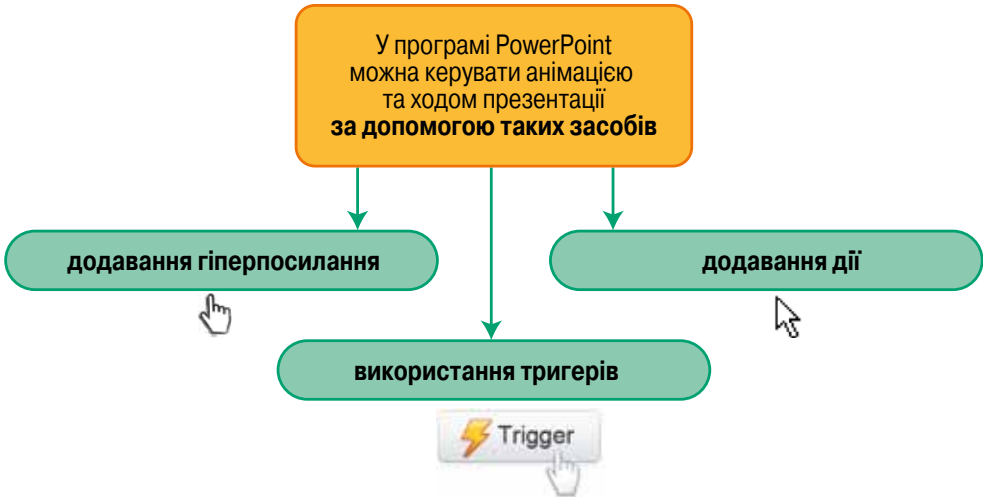 У програмі PowerPoint
можна керувати анімацією
та ходом презентації
за допомогою таких засобів
додавання гіперпосилання
додавання дії
використання тригерів
Trigger